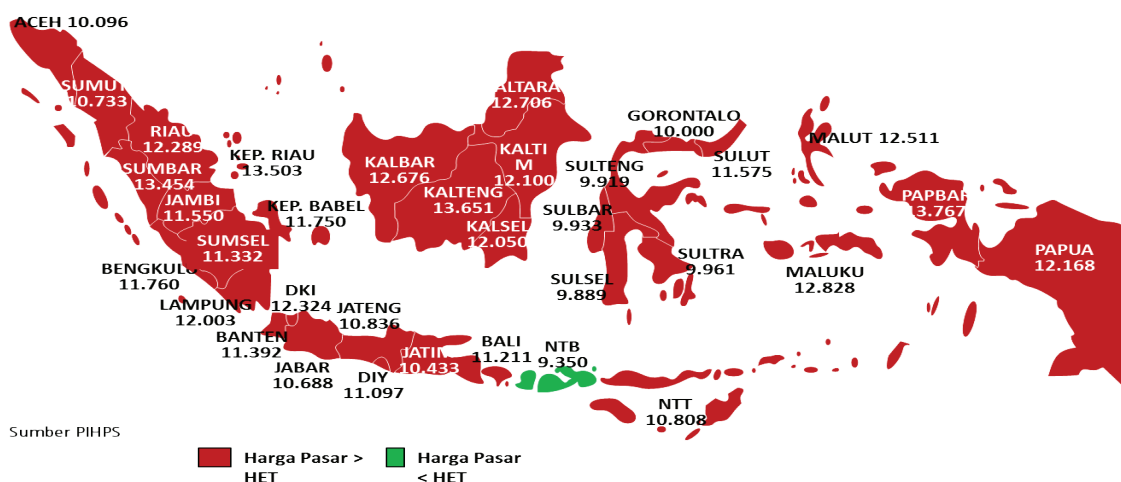 ACEH 10.096
SUMUT
10.733
RIAU
12.289
KEP. RIAU
13.503
SUMBAR
13.454
JAMBI
11.550
KEP. BABEL
11.750
SUMSEL
11.332
BENGKULU
11.760
LAMPUNG
12.003
DKI
12.324
BANTEN
11.392
JATENG
10.836
JABAR
10.688
DIY
11.097
JATIM
10.433
BALI
11.211
NTB
9.350
NTT
10.808
KALBAR
12.676
ALTARA
12.706
KALTI
M
12.100
KALTENG
13.651
KALSEL
12.050
GORONTALO
10.000
SULUT
11.575
SULTENG
9.919
SULBAR
9.933
SULSEL
9.889
SULTRA
9.961
MALUT 12.511
MALUKU
12.828
PAPBAR
13.767
PAPUA
12.168
Sumber PIHPS
Harga Pasar >
HET
Harga Pasar
< HET